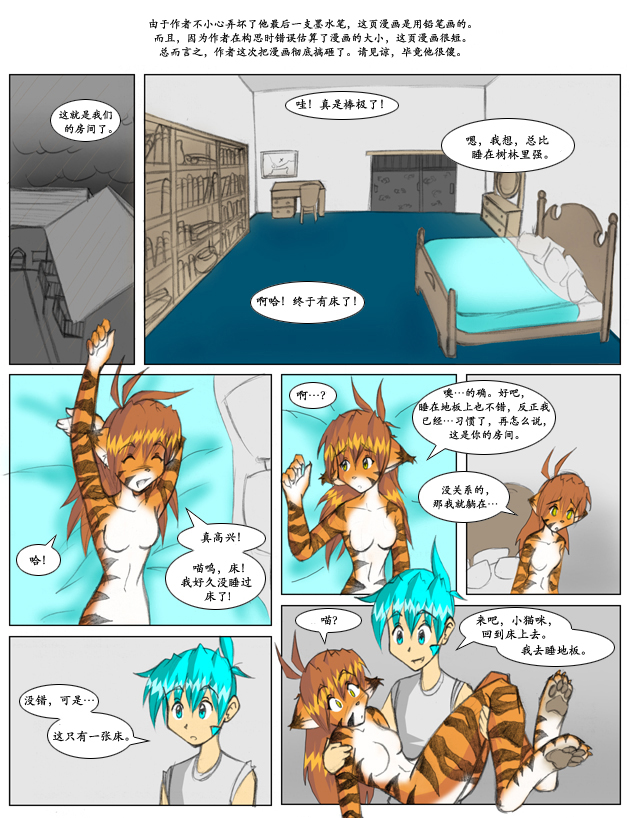 由于作者不小心弄坏了他最后一支墨水笔，这页漫画是用铅笔画的。
而且，因为作者在构思时错误估算了漫画的大小，这页漫画很短。
总而言之，作者这次把漫画彻底搞砸了。请见谅，毕竟他很傻。
这就是我们
的房间了。
哇！真是棒极了！
嗯，我想，总比
睡在树林里强。
啊哈！终于有床了！
哈！
真高兴！
喵呜，床！
我好久没睡过
床了！
啊…？
噢…的确。好吧，
睡在地板上也不错，反正我
已经…习惯了，再怎么说，
这是你的房间。
没关系的，
那我就躺在…
没错，可是…
这只有一张床。
喵？
来吧，小猫咪，
回到床上去。
我去睡地板。